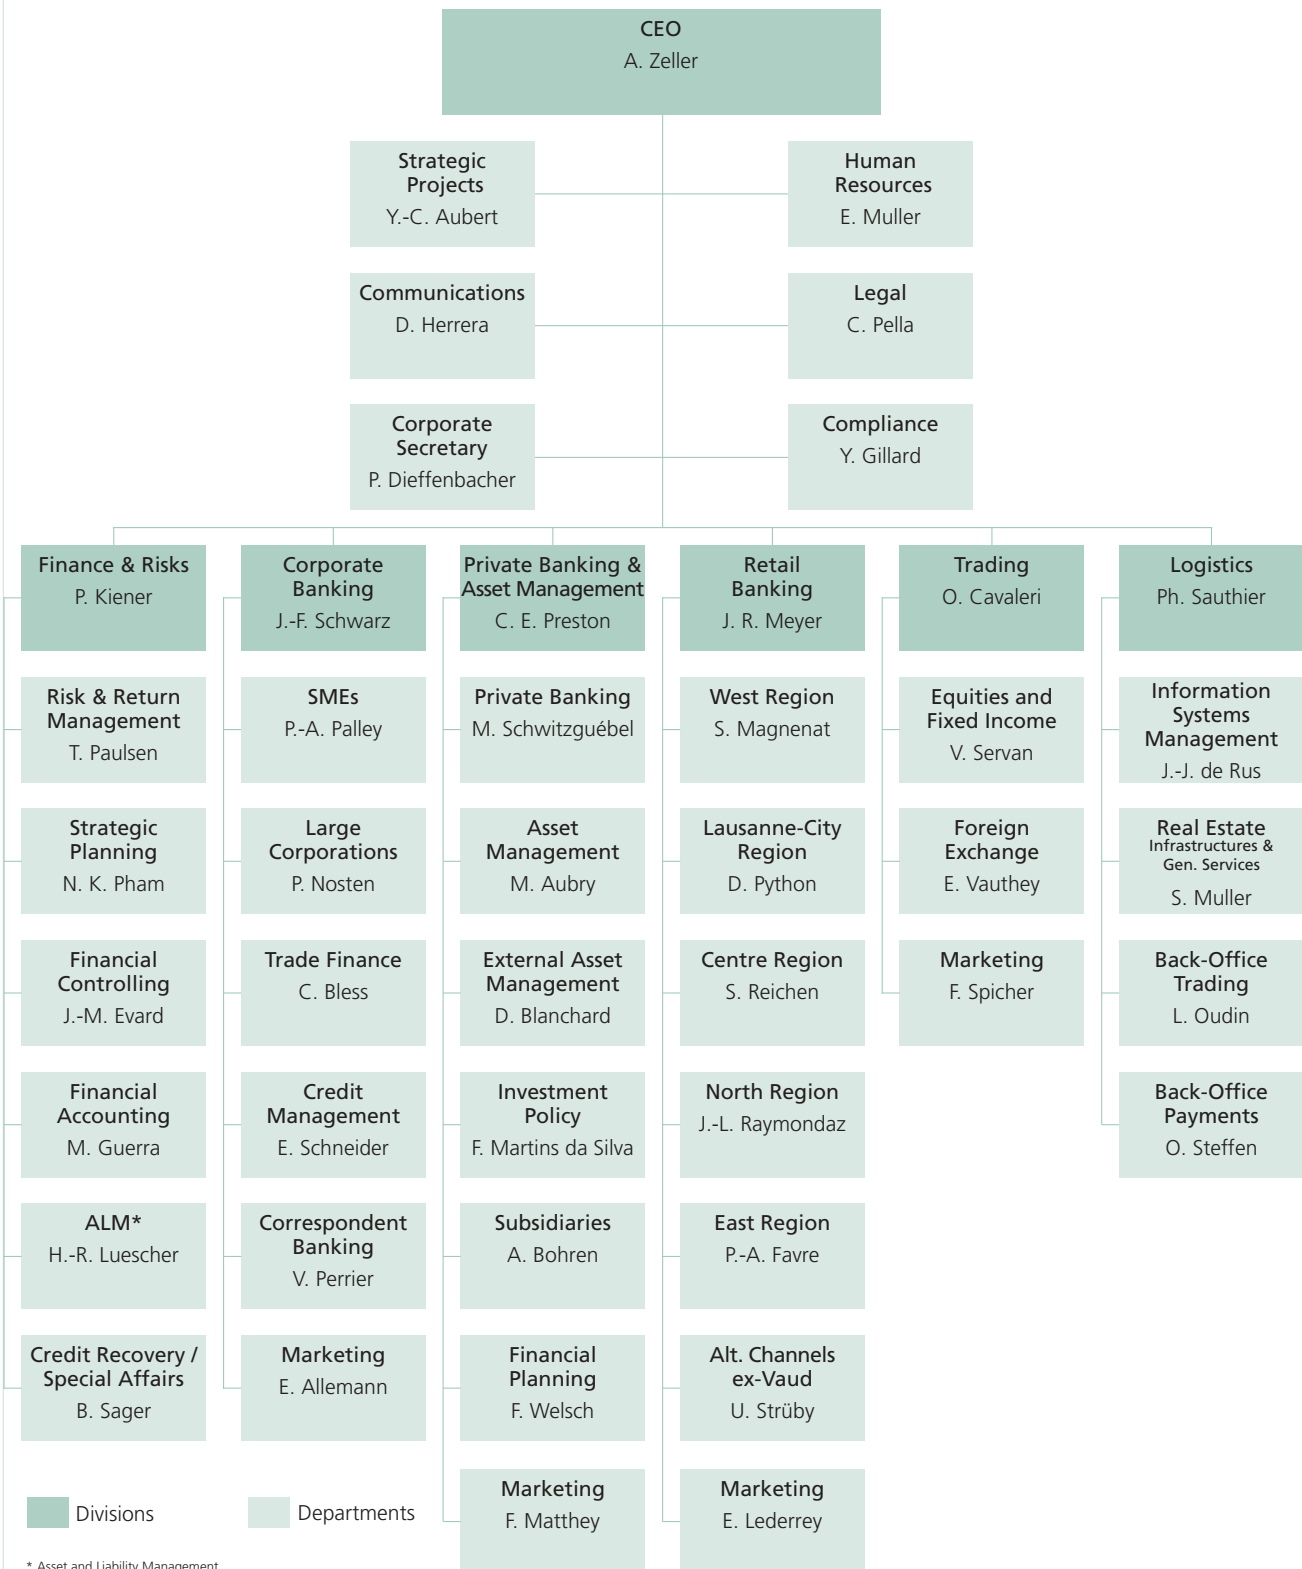 CEO
A. Zeller
Strategic
Projects
Y.-C. Aubert
Human
Resources
E. Muller
Communications
D. Herrera
Legal
C. Pella
Corporate
Secretary
P. Dieffenbacher
Compliance
Y. Gillard
Finance & Risks
P. Kiener
Corporate
Banking
J.-F. Schwarz
Private Banking &
Asset Management
C. E. Preston
Retail
Banking
J. R. Meyer
Trading
O. Cavaleri
Logistics
Ph. Sauthier
Risk & Return
Management
T. Paulsen
SMEs
P.-A. Palley
Private Banking
M. Schwitzguébel
West Region
S. Magnenat
Equities and
Fixed Income
V. Servan
Information
Systems
Management
J.-J. de Rus
Strategic
Planning
N. K. Pham
Large
Corporations
P. Nosten
Asset
Management
M. Aubry
Lausanne-City
Region
D. Python
Foreign
Exchange
E. Vauthey
Real Estate
Infrastructures &
Gen. Services
S. Muller
Financial
Controlling
J.-M. Evard
Trade Finance
C. Bless
External Asset
Management
D. Blanchard
Centre Region
S. Reichen
Marketing
F. Spicher
Back-Office
Trading
L. Oudin
Financial
Accounting
M. Guerra
Credit
Management
E. Schneider
Investment
Policy
F. Martins da Silva
North Region
J.-L. Raymondaz
Back-Office
Payments
O. Steffen
ALM*
H.-R. Luescher
Correspondent
Banking
V. Perrier
Subsidiaries
A. Bohren
East Region
P.-A. Favre
Credit Recovery /
Special Affairs
B. Sager
Marketing
E. Allemann
Financial
Planning
F. Welsch
Alt. Channels
ex-Vaud
U. Strüby
Marketing
F. Matthey
Marketing
E. Lederrey
Divisions
Departments
* Asset and Liability Management